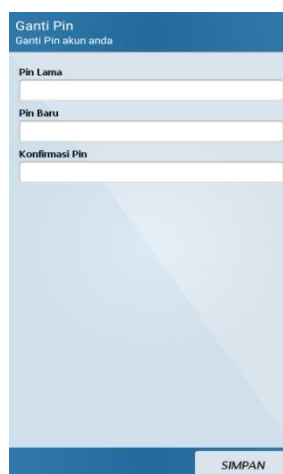 Ganti Pin
Ganti Pin akun anda
Pin Lama
Pin Baru
Konfirmasi Pin
SIMPAN